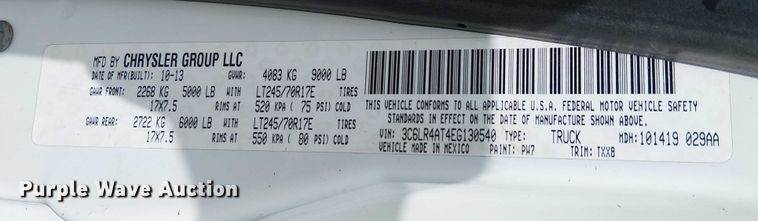 MFD BY CHRYSLER GROUP LLC
DATE OF MFR(BUILT): 10-13 GVWR: 4083 KG 9000 LB
GAWR FRONT: 2268 KG 5000 LB LT245/70R17E TIRES
17X7.5 RIMS AT 520 KPA ( 75 PSI) COLD
GAWR REAR: 2722 KG 6000 LB LT245/70R17E TIRES
17X7.5 RIMS AT 550 KPA ( 80 PSI) COLD
THIS VEHICLE CONFORMS TO ALL APPLICABLE U.S.A. FEDERAL MOTOR VEHICLE SAFETY
STANDARDS IN EFFECT ON THE DATE OF MANUFACTURE SHOWN ABOVE.
VIN: 3C6LR4AT4EG130540 TYPE: TRUCK MDH:101419 029AA
VEHICLE MADE IN MEXICO PAINT: PW7 TRIM: TXX8
Purple Wave Auction
Purple Wave Auction